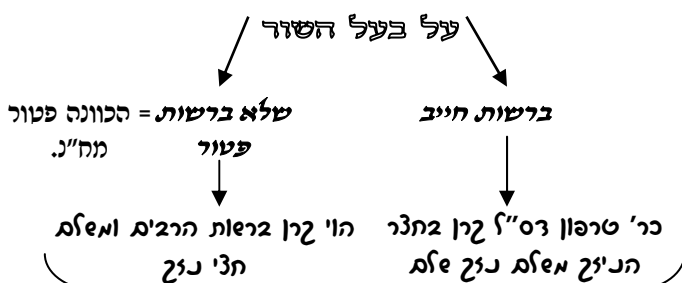 על בעל השור
ברשות חייב
שלא ברשות = הכוונה פטור
פטור מח"נ.
כר' טרפון דס"ל קרן בחצר
הניזק משלם נזק שלם
הוי קרן ברשות הרבים ומשלם
חצי נזק